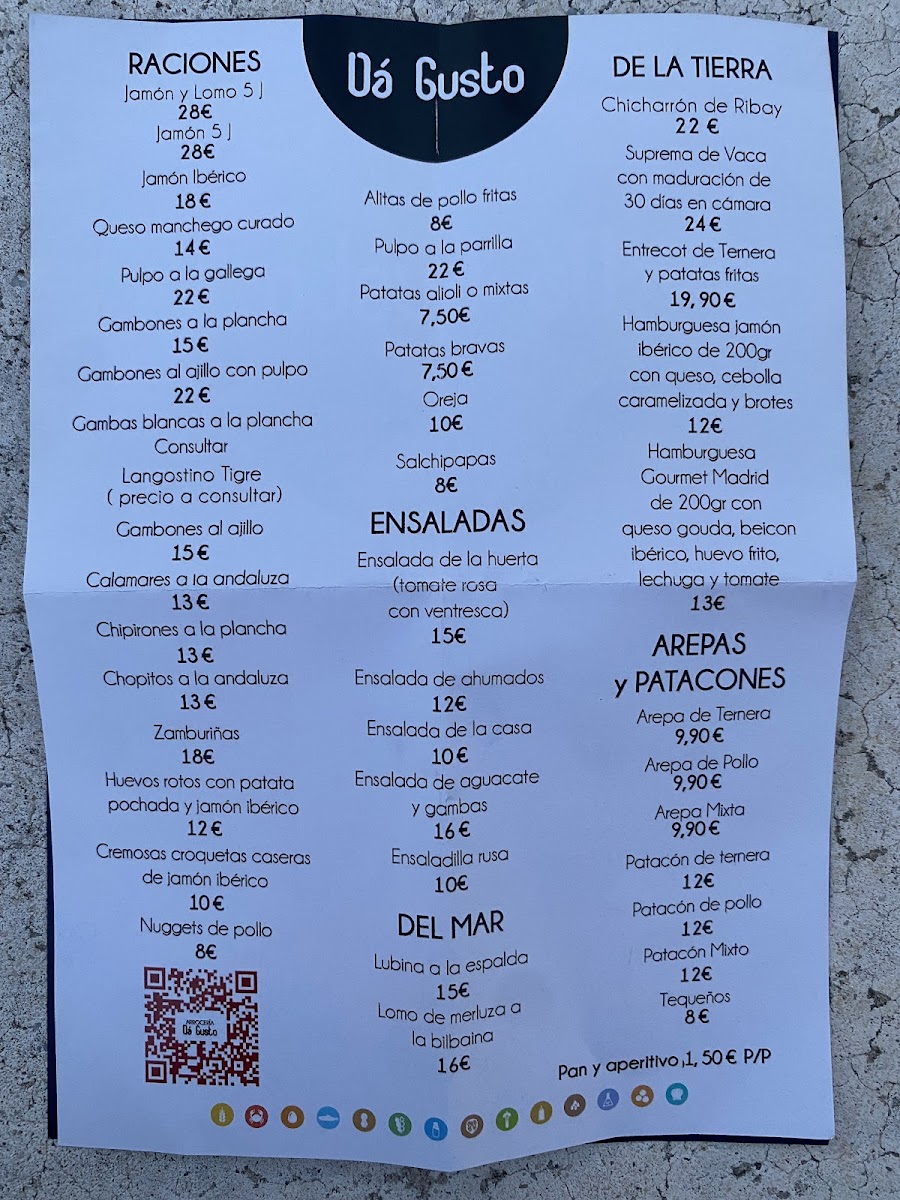 Dá Gusto
RACIONES
Jamón y Lomo 5 J
28€
Jamón 5 J
28€
Jamón Ibérico
18€
Queso manchego curado
14€
Pulpo a la gallega
22€
Gambones a la plancha
15€
Gambones al ajillo con pulpo
22€
Gambas blancas a la plancha
Consultar
Langostino Tigre
( precio a consultar)
Gambones al ajillo
15€
Calamares a la andaluza
13€
Chipirones a la plancha
13€
Chopitos a la andaluza
13€
Zamburiñas
18€
Huevos rotos con patata
pochada y jamón ibérico
12€
Cremosas croquetas caseras
de jamón ibérico
10€
Nuggets de pollo
8€
ARROCERÍA
Dá Gusto
Alitas de pollo fritas
8€
Pulpo a la parrilla
22€
Patatas alioli o mixtas
7,50€
Patatas bravas
7,50€
Oreja
10€
Salchipapas
8€
ENSALADAS
Ensalada de la huerta
(tomate rosa
con ventresca)
15€
Ensalada de ahumados
12€
Ensalada de la casa
10€
Ensalada de aguacate
y gambas
16€
Ensaladilla rusa
10€
DEL MAR
Lubina a la espalda
15€
Lomo de merluza a
la bilbaina
16€
DE LA TIERRA
Chicharrón de Ribay
22 €
Suprema de Vaca
con maduración de
30 días en cámara
24€
Entrecot de Ternera
y patatas fritas
19,90€
Hamburguesa jamón
ibérico de 200gr
con queso, cebolla
caramelizada y brotes
12€
Hamburguesa
Gourmet Madrid
de 200gr con
queso gouda, beicon
ibérico, huevo frito,
lechuga y tomate
13€
AREPAS
y PATACONES
Arepa de Ternera
9,90€
Arepa de Pollo
9,90€
Arepa Mixta
9,90€
Patacón de ternera
12€
Patacón de pollo
12€
Patacón Mixto
12€
Tequeños
8€
Pan y aperitivo,1, 50€ P/P